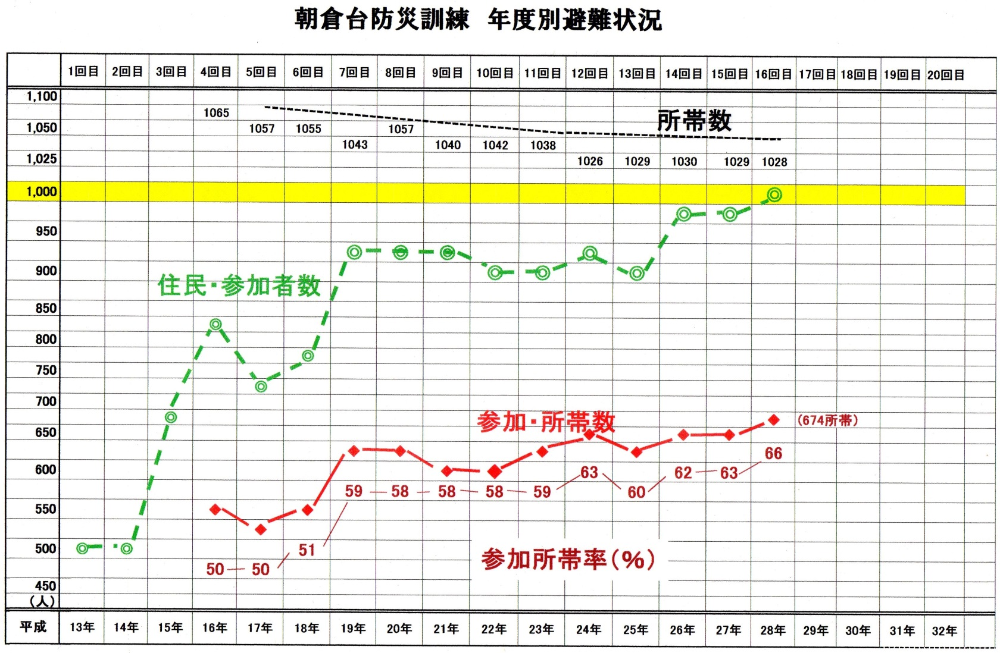 朝倉台防災訓練 年度別避難状況
1回目 2回目 3回目 4回目 5回目 6回目 7回目 8回目 9回目 10回目 11回目 12回目 13回目 14回目 15回目 16回目 17回目 18回目 19回目 20回目
1,100
1065
所帯数
1,050
1057 1055 1057
1043 1040 1042 1038
1,025
1026 1029 1030 1029 1028
1,000
950
900
住民・参加者数
850
800
750
700
参加・所帯数
(674所帯)
650
66
600
63 62 63
59 58 58 58 59 60
550
500
51
参加所帯率(%)
50 50
450
(人)
平成 13年 14年 15年 16年 17年 18年 19年 20年 21年 22年 23年 24年 25年 26年 27年 28年 29年 30年 31年 32年